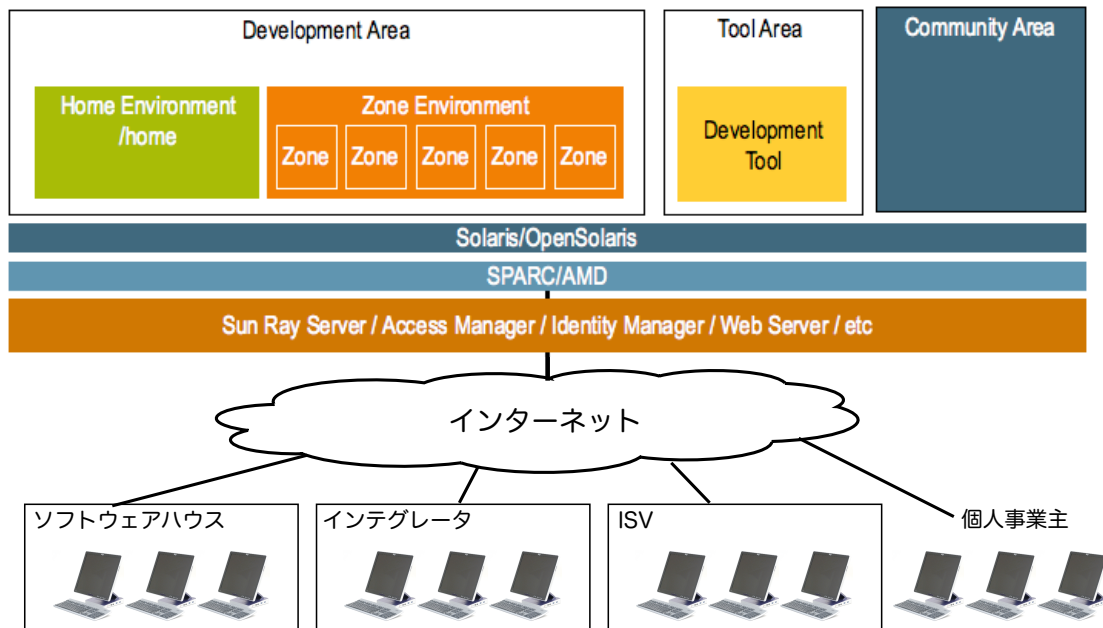 Development Area
Tool Area
Community Area
Home Environment
/home
Zone Environment
Zone
Zone
Zone
Zone
Zone
Development
Tool
Solaris/OpenSolaris
SPARC/AMD
Sun Ray Server / Access Manager / Identity Manager / Web Server / etc
インターネット
ソフトウェアハウス
インテグレータ
ISV
個人事業主